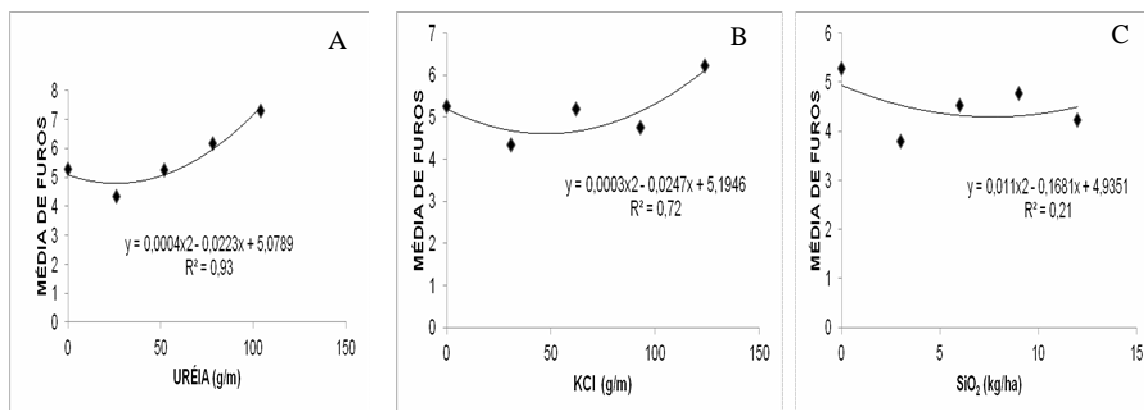 A
MÉDIA DE FUROS
8
7
6
5
4
3
2
1
0
y = 0,0004x2 - 0,0223x + 5,0789
R² = 0,93
0 50 100 150
URÉIA (g/m)
B
MÉDIA DE FUROS
7
6
5
4
3
2
1
0
y = 0,0003x2 - 0,0247x + 5,1946
R² = 0,72
0 50 100 150
KCl (g/m)
C
MÉDIA DE FUROS
6
5
4
3
2
1
0
y = 0,011x2 - 0,1681x + 4,9351
R² = 0,21
0 5 10 15
SiO₂ (kg/ha)